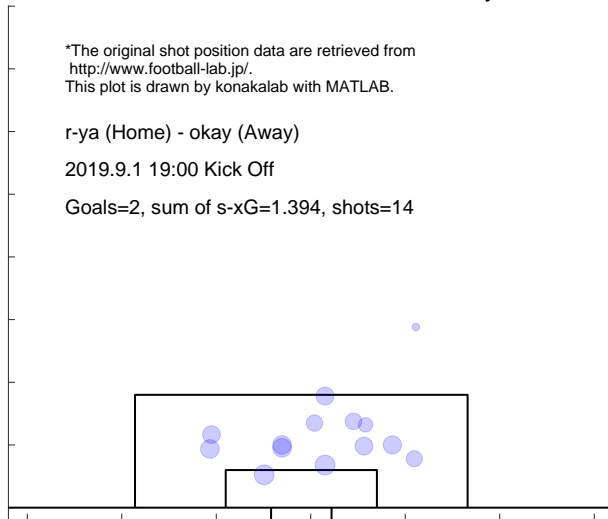 *The original shot position data are retrieved from
http://www.football-lab.jp/.
This plot is drawn by konakalab with MATLAB.
r-ya (Home) - okay (Away)
2019.9.1 19:00 Kick Off
Goals=2, sum of s-xG=1.394, shots=14